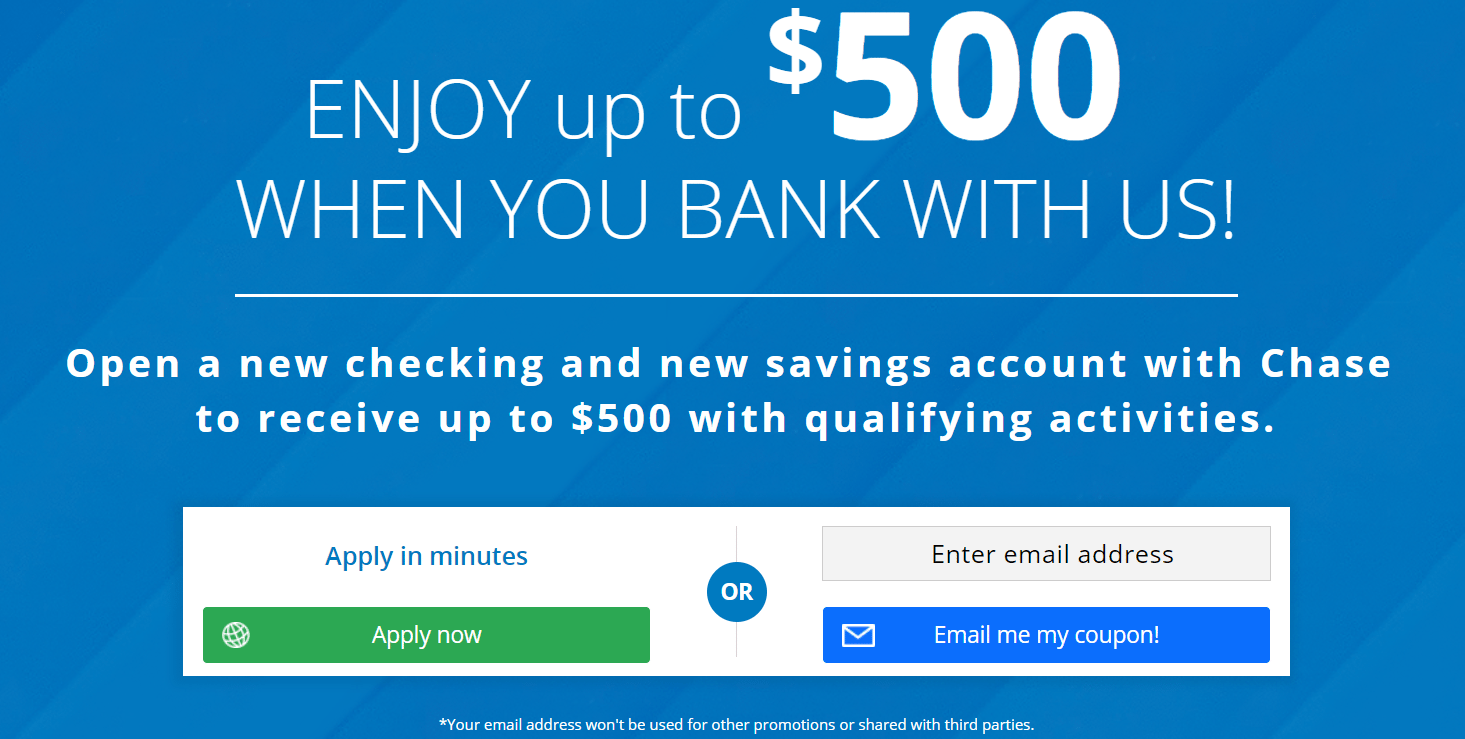 ENJOY up to $500
WHEN YOU BANK WITH US!
Open a new checking and new savings account with Chase
to receive up to $500 with qualifying activities.
Apply in minutes
Apply now
OR
Enter email address
Email me my coupon!
*Your email address won't be used for other promotions or shared with third parties.